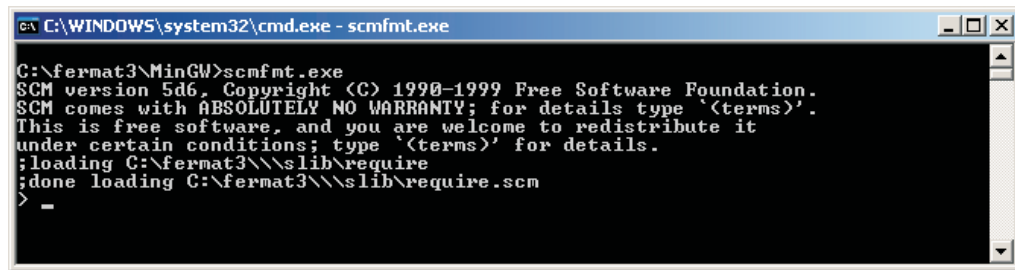 C:\WINDOWS\system32\cmd.exe - scmfmt.exe
C:\fermat3\MinGW>scmfmt.exe
SCM version 5d6, Copyright (C) 1990-1999 Free Software Foundation.
SCM comes with ABSOLUTELY NO WARRANTY; for details type `(terms)'.
This is free software, and you are welcome to redistribute it
under certain conditions; type `(terms)' for details.
;loading C:\fermat3\\\slib\require
;done loading C:\fermat3\\\slib\require.scm
> _